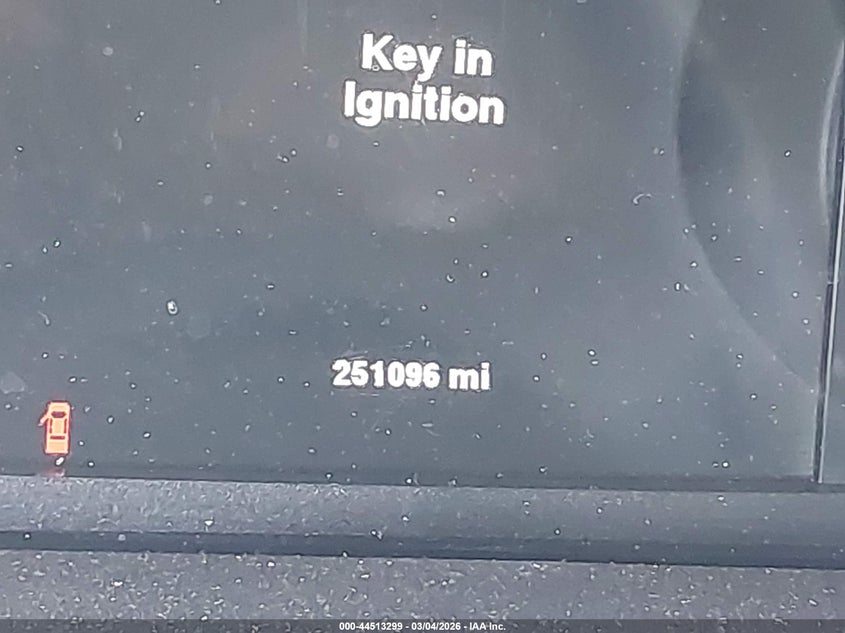 Key in
Ignition
251096 mi
000-44513299 - 03/04/2026 - IAA Inc.